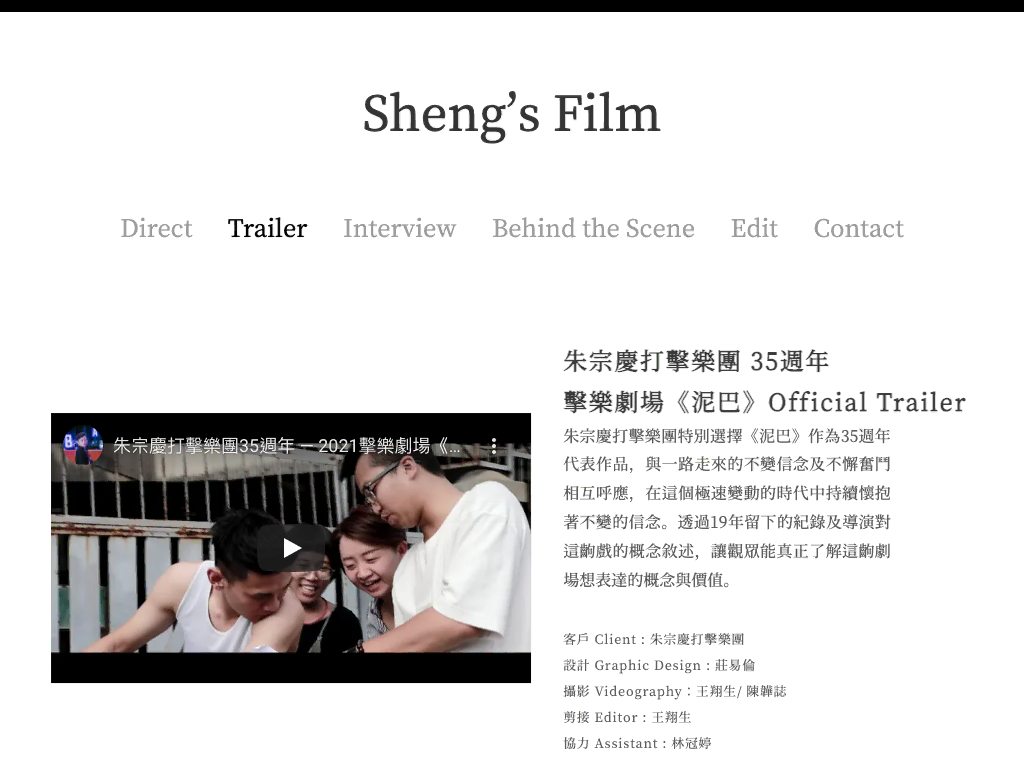 Sheng’s Film
Direct Trailer Interview Behind the Scene Edit Contact
朱宗慶打擊樂團 35週年
擊樂劇場《泥巴》Official Trailer
朱宗慶打擊樂團特別選擇《泥巴》作為35週年
代表作品，與一路走來的不變信念及不懈奮鬥
相互呼應，在這個極速變動的時代中持續懷抱
著不變的信念。透過19年留下的紀錄及導演對
這齣戲的概念敘述，讓觀眾能真正了解這齣劇
場想表達的概念與價值。
朱宗慶打擊樂團35週年 — 2021擊樂劇場《...
客戶 Client : 朱宗慶打擊樂團
設計 Graphic Design : 莊易倫
攝影 Videography：王翔生/ 陳韡誌
剪接 Editor : 王翔生
協力 Assistant : 林冠婷